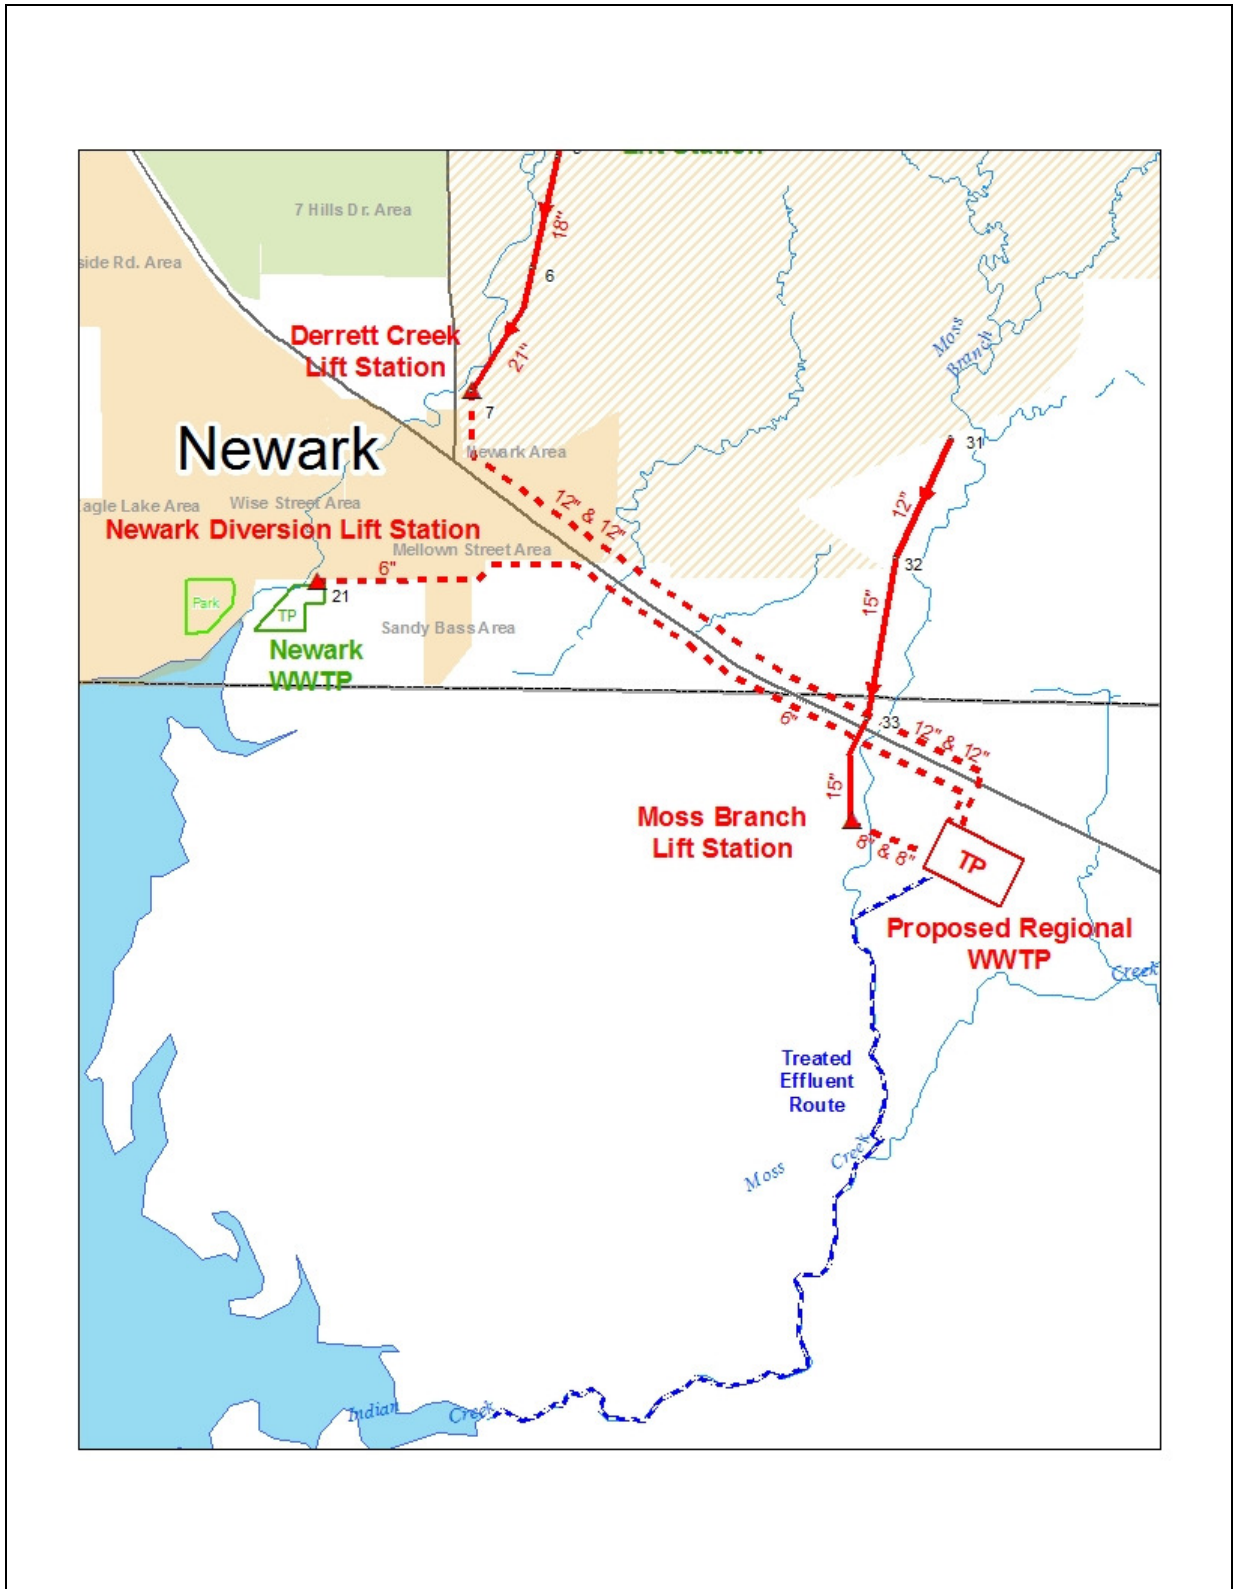 Lift Station
18"
7 Hills Dr. Area
side Rd. Area
6
Derrett Creek
Lift Station
21"
Moss
Branch
7
Newark
Newark Area
31
Eagle Lake Area
Wise Street Area
12" & 12"
12"
Newark Diversion Lift Station
Mellown Street Area
6"
32
Park
TP
21
15"
Sandy Bass Area
Newark
WWTP
6"
33
12" & 12"
15"
Moss Branch
Lift Station
8" & 8"
TP
Proposed Regional
WWTP
Creek
Treated
Effluent
Route
Moss
Creek
Indian
Creek